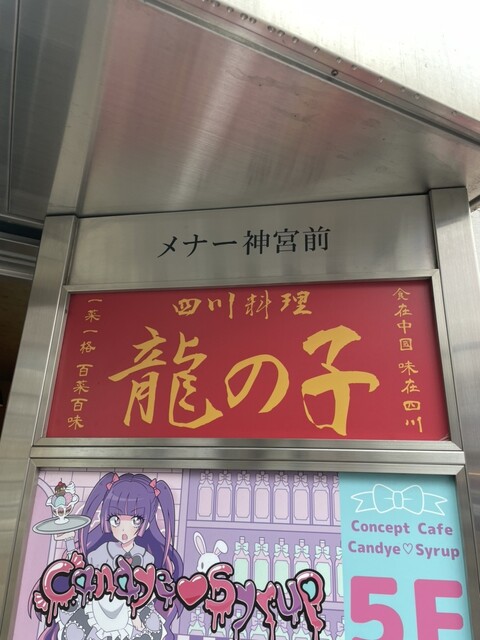 メナー神宮前
四川料理
食在中国 味在四川
龍の子
一菜一格 百菜百味
Concept Cafe
Candye♡Syrup
Candye♥Syrup
5F